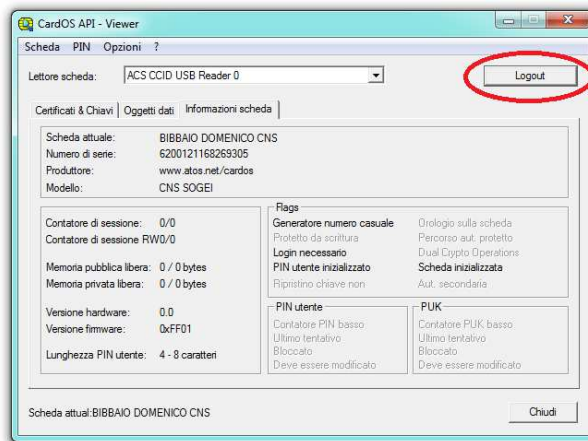 CardOS API - Viewer
Scheda PIN Opzioni ?
Lettore scheda: ACS CCID USB Reader 0 Logout
Certificati & Chiavi Oggetti dati Informazioni scheda
Scheda attuale: BIBBAIO DOMENICO CNS
Numero di serie: 6200121168269305
Produttore: www.atos.net/cardos
Modello: CNS SOGEI
Contatore di sessione: 0/0
Contatore di sessione RW0/0
Memoria pubblica libera: 0 / 0 bytes
Memoria privata libera: 0 / 0 bytes
Versione hardware: 0.0
Versione firmware: 0xFF01
Lunghezza PIN utente: 4 - 8 caratteri
Flags
Generatore numero casuale Orologio sulla scheda
Protetto da scrittura Percorso aut. protetto
Login necessario Dual Crypto Operations
PIN utente inizializzato Scheda inizializzata
Ripristino chiave non Aut. secondaria
PIN utente
Contatore PIN basso
Ultimo tentativo
Bloccato
Deve essere modificato
PUK
Contatore PUK basso
Ultimo tentativo
Bloccato
Deve essere modificato
Scheda attual:BIBBAIO DOMENICO CNS Chiudi